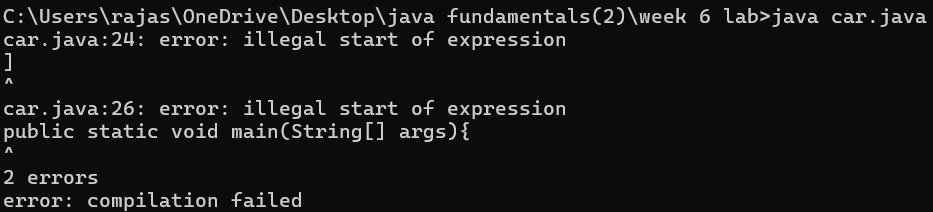 C:\Users\rajas\OneDrive\Desktop\java fundamentals(2)\week 6 lab>java car.java
car.java:24: error: illegal start of expression
]
^
car.java:26: error: illegal start of expression
public static void main(String[] args){
^
2 errors
error: compilation failed